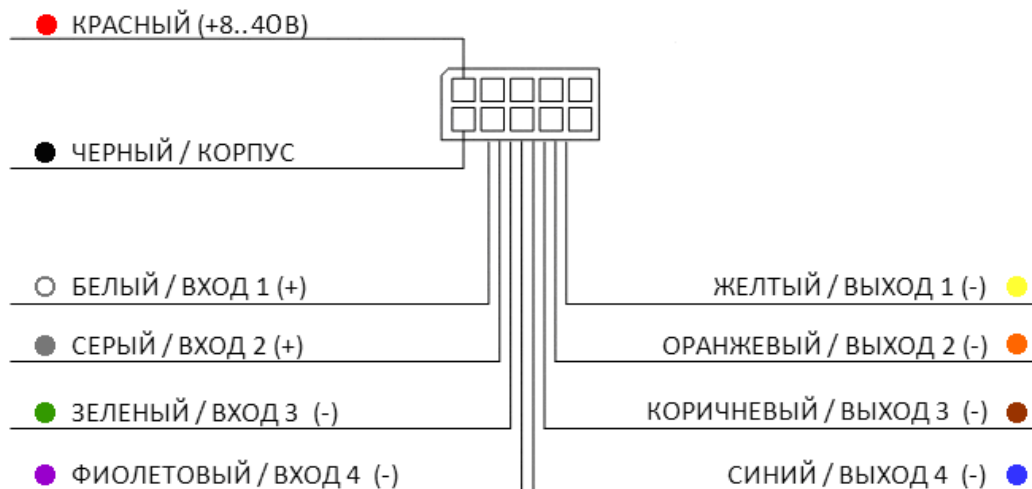 КРАСНЫЙ (+8..40В)
ЧЕРНЫЙ / КОРПУС
БЕЛЫЙ / ВХОД 1 (+)
ЖЕЛТЫЙ / ВЫХОД 1 (-)
СЕРЫЙ / ВХОД 2 (+)
ОРАНЖЕВЫЙ / ВЫХОД 2 (-)
ЗЕЛЕНЫЙ / ВХОД 3 (-)
КОРИЧНЕВЫЙ / ВЫХОД 3 (-)
ФИОЛЕТОВЫЙ / ВХОД 4 (-)
СИНИЙ / ВЫХОД 4 (-)